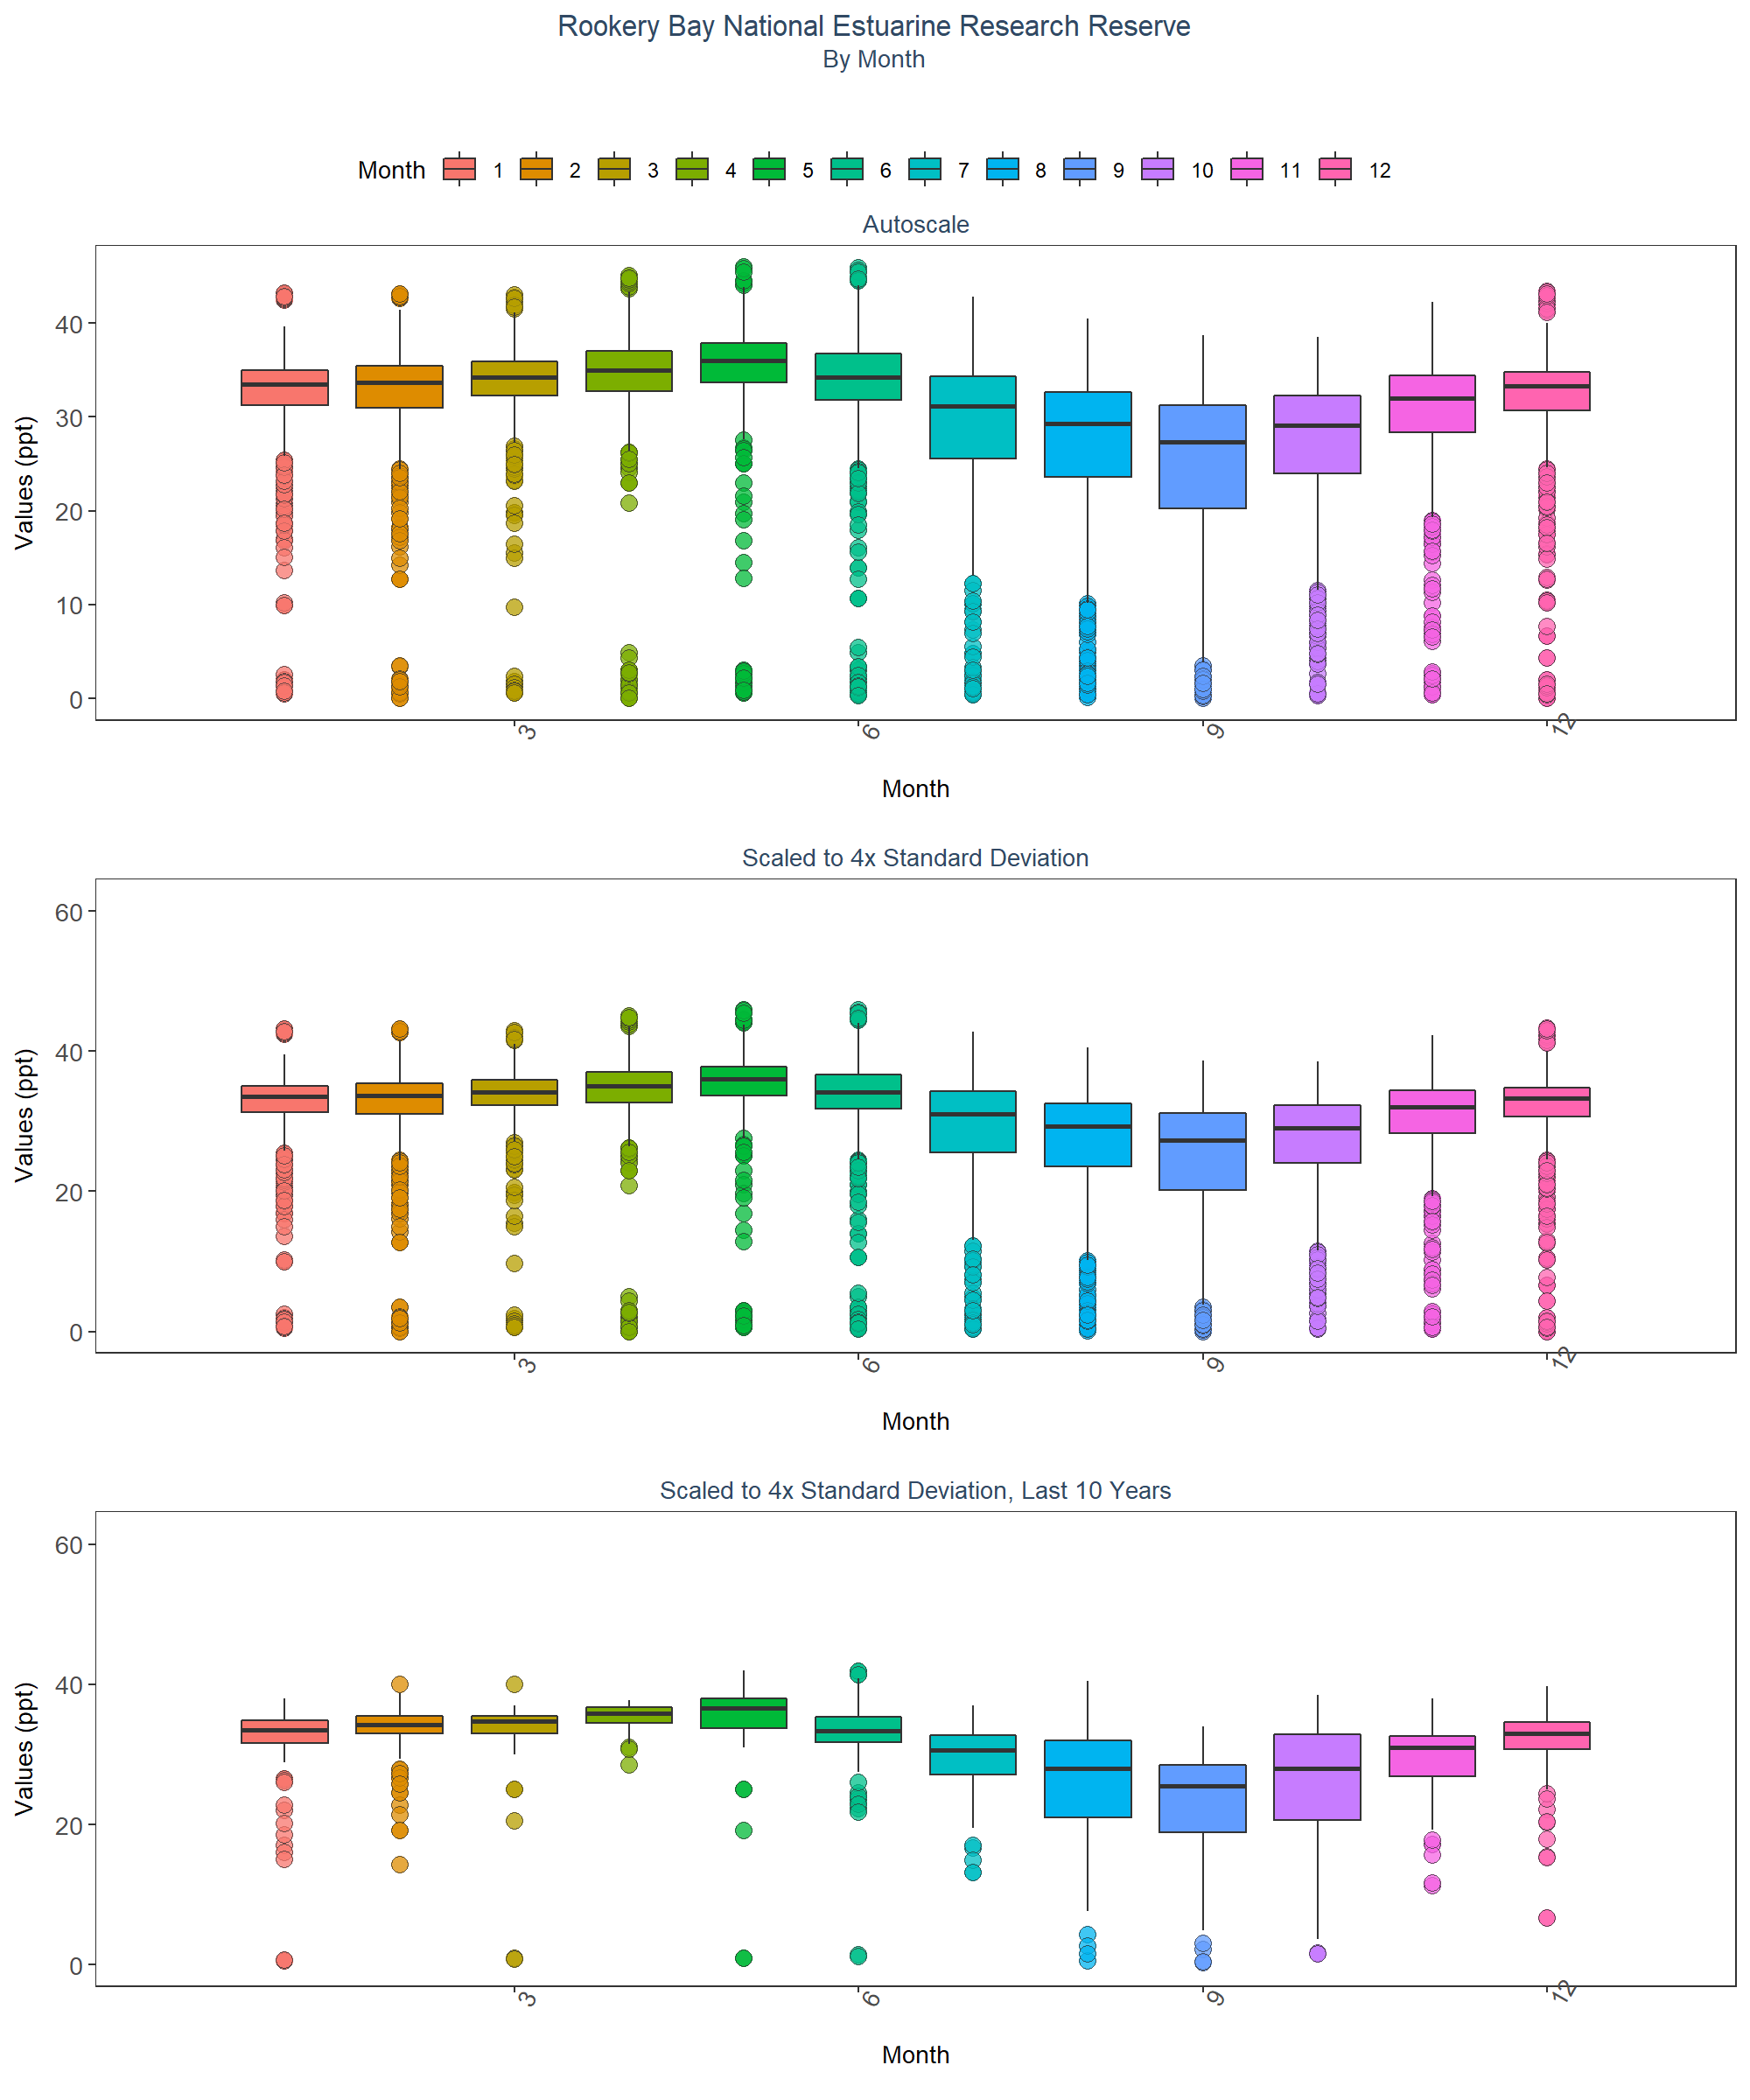 Rookery Bay National Estuarine Research Reserve
By Month
Month 1 2 3 4 5 6 7 8 9 10 11 12
Autoscale
Values (ppt)
40
30
20
10
0
3 6 9 12
Month
Scaled to 4x Standard Deviation
Values (ppt)
60
40
20
0
3 6 9 12
Month
Scaled to 4x Standard Deviation, Last 10 Years
Values (ppt)
60
40
20
0
3 6 9 12
Month